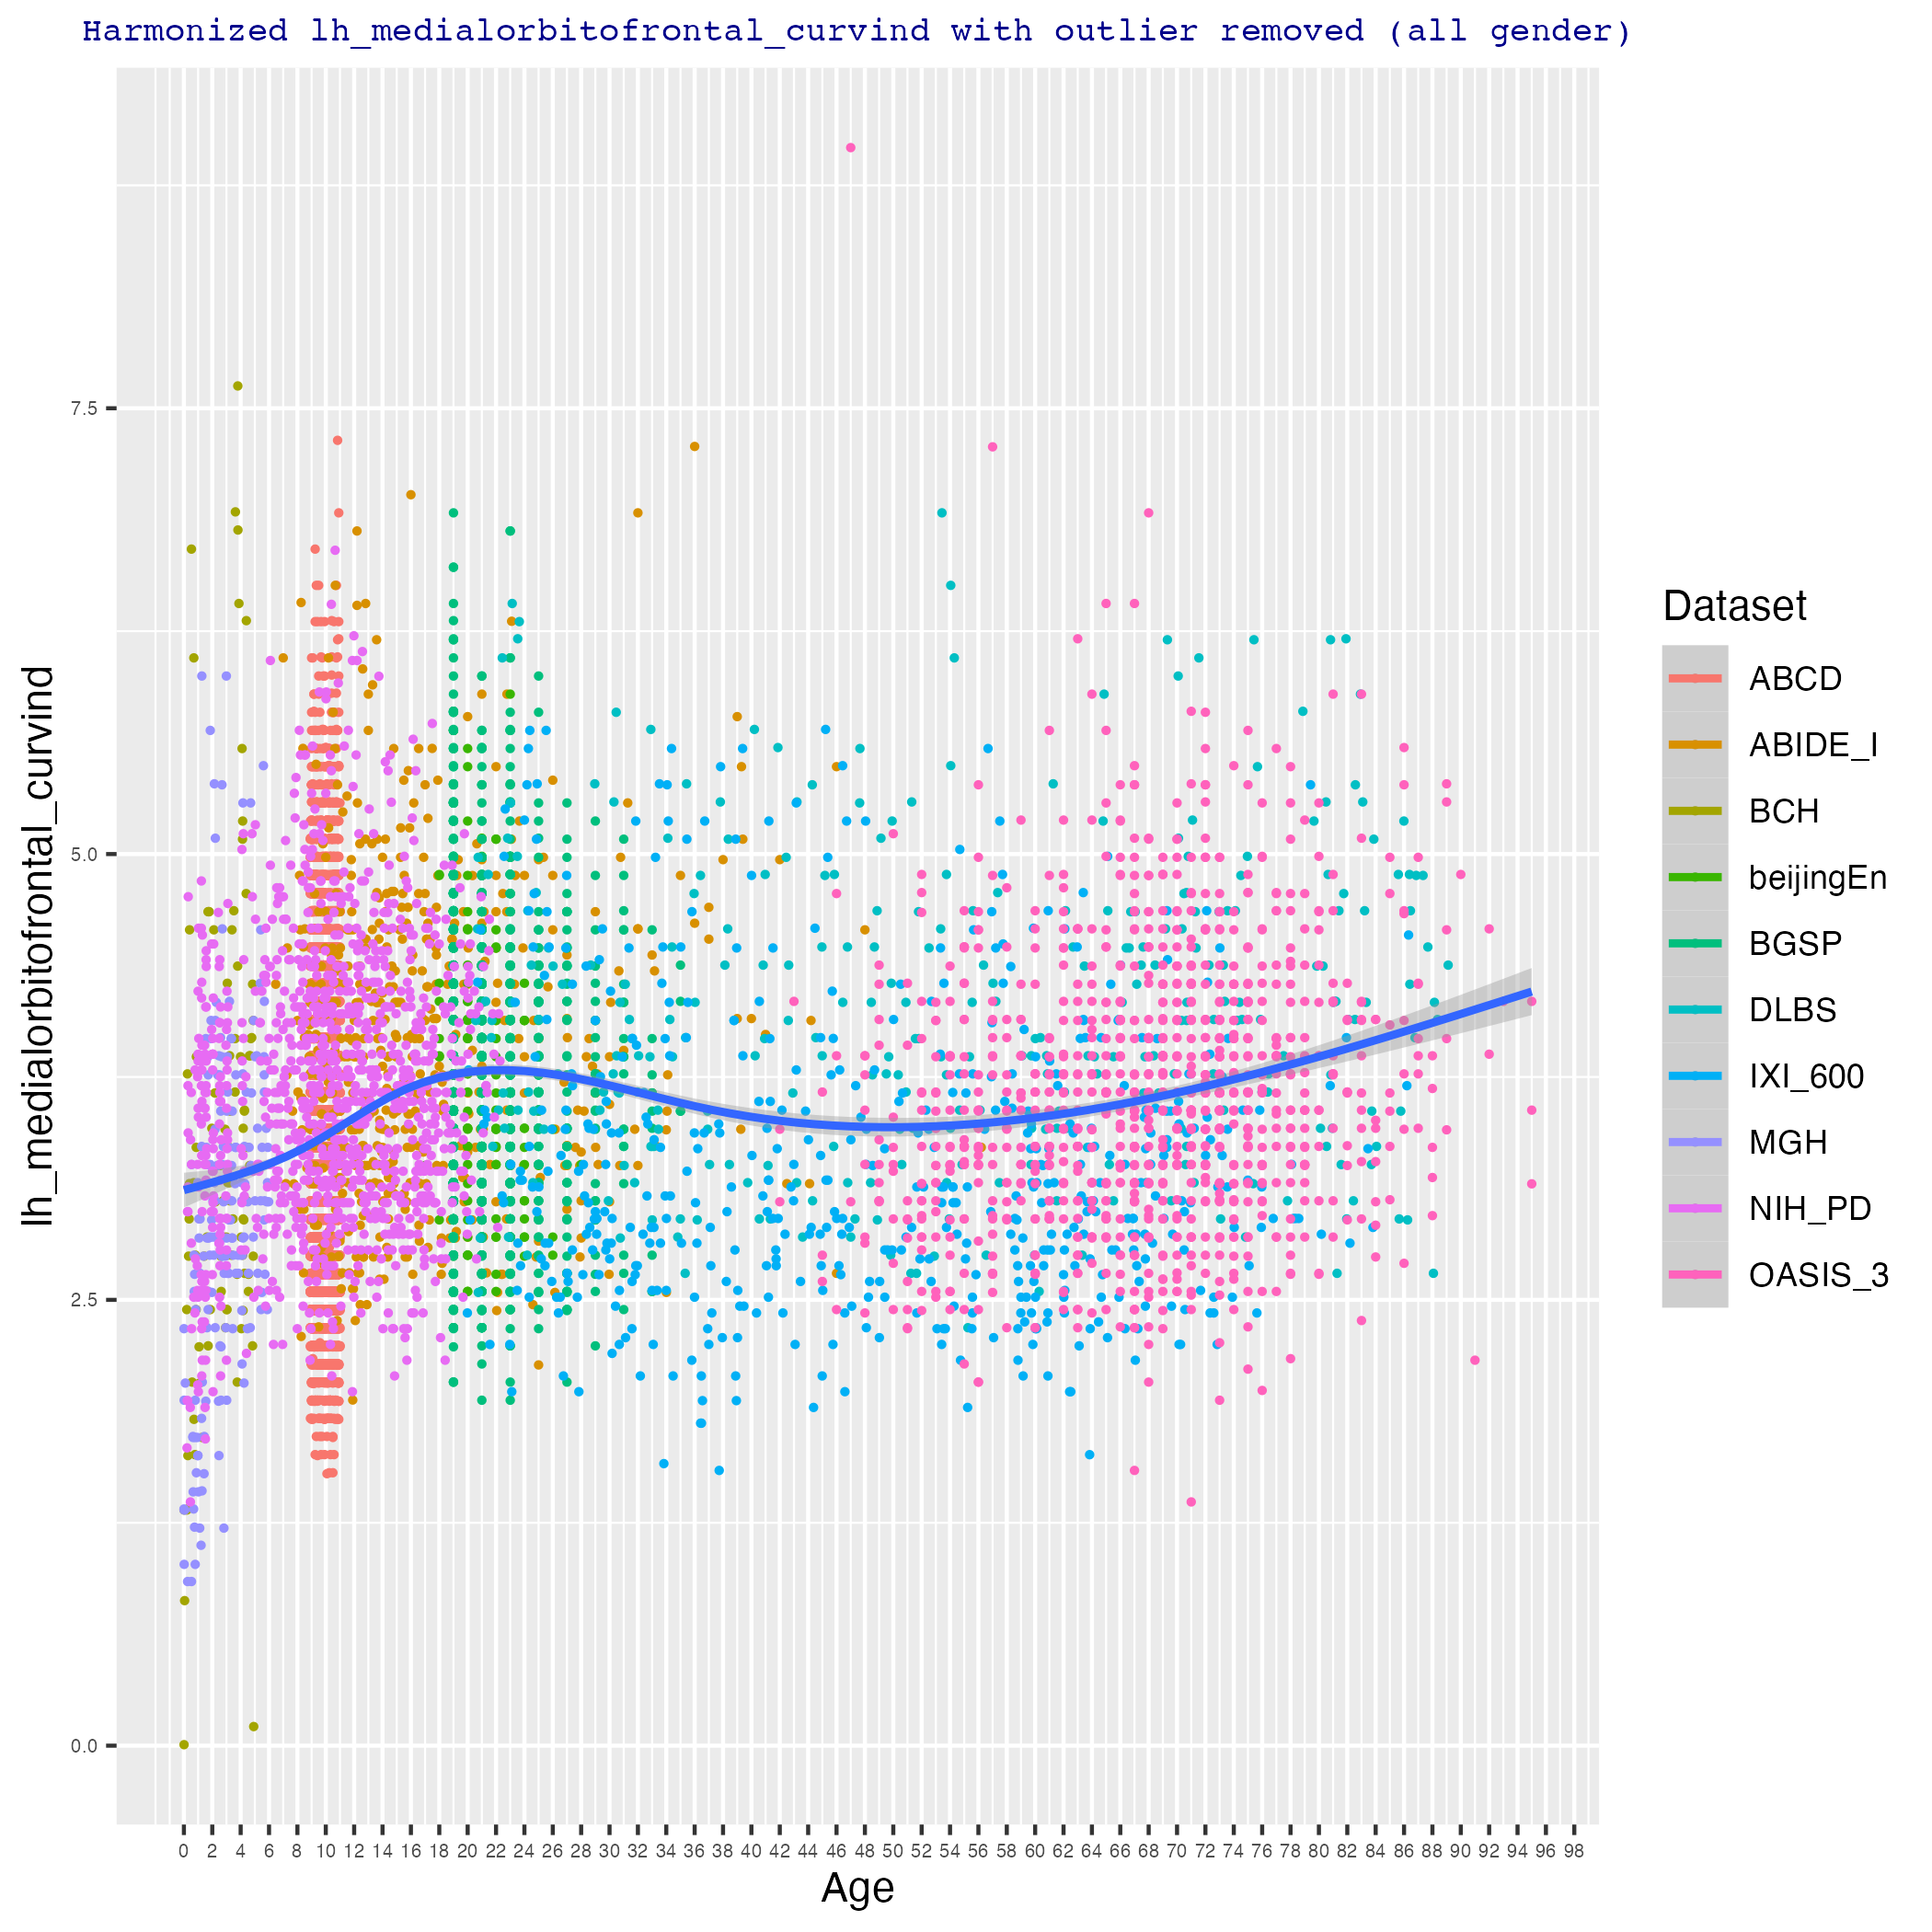 Harmonized lh_medialorbitofrontal_curvind with outlier removed (all gender)
lh_medialorbitofrontal_curvind
7.5
5.0
2.5
0.0
0 2 4 6 8 10 12 14 16 18 20 22 24 26 28 30 32 34 36 38 40 42 44 46 48 50 52 54 56 58 60 62 64 66 68 70 72 74 76 78 80 82 84 86 88 90 92 94 96 98
Age
Dataset
ABCD
ABIDE_I
BCH
beijingEn
BGSP
DLBS
IXI_600
MGH
NIH_PD
OASIS_3